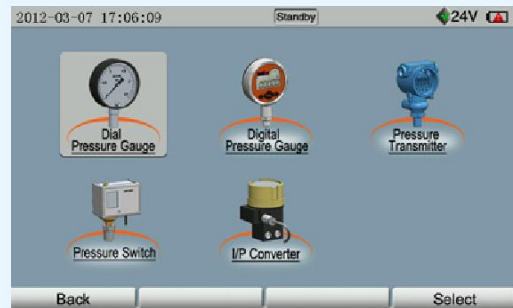 2012-03-07 17:06:09
Standby
24V
Dial
Pressure Gauge
Digital
Pressure Gauge
Pressure
Transmitter
Pressure Switch
I/P Converter
Back
Select